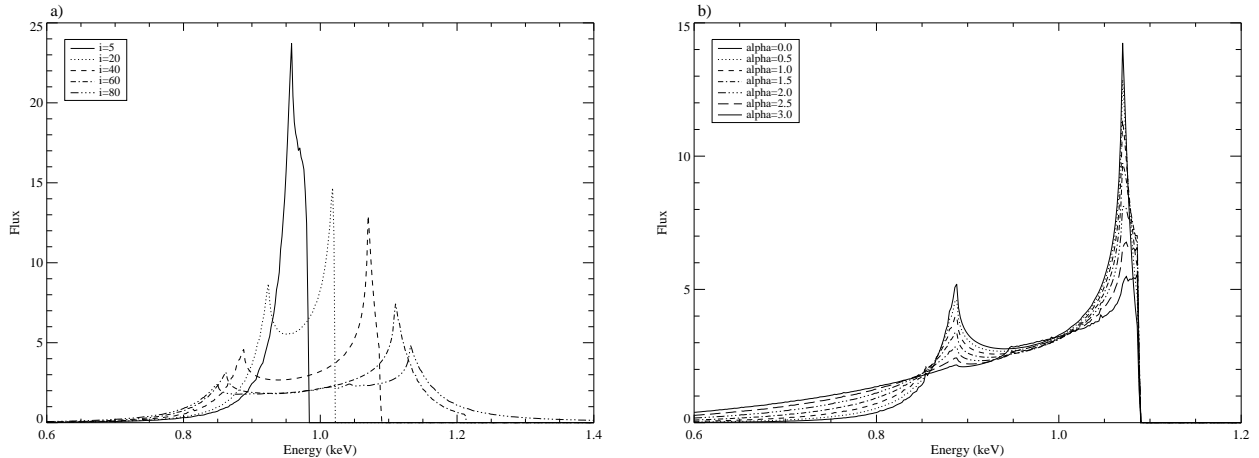 a)
25
20
15
10
5
0
Flux
i=5
i=20
i=40
i=60
i=80
0.6
0.8
1.0
1.2
1.4
Energy (keV)
b)
15
10
5
0
Flux
alpha=0.0
alpha=0.5
alpha=1.0
alpha=1.5
alpha=2.0
alpha=2.5
alpha=3.0
0.6
0.8
1.0
1.2
Energy (keV)